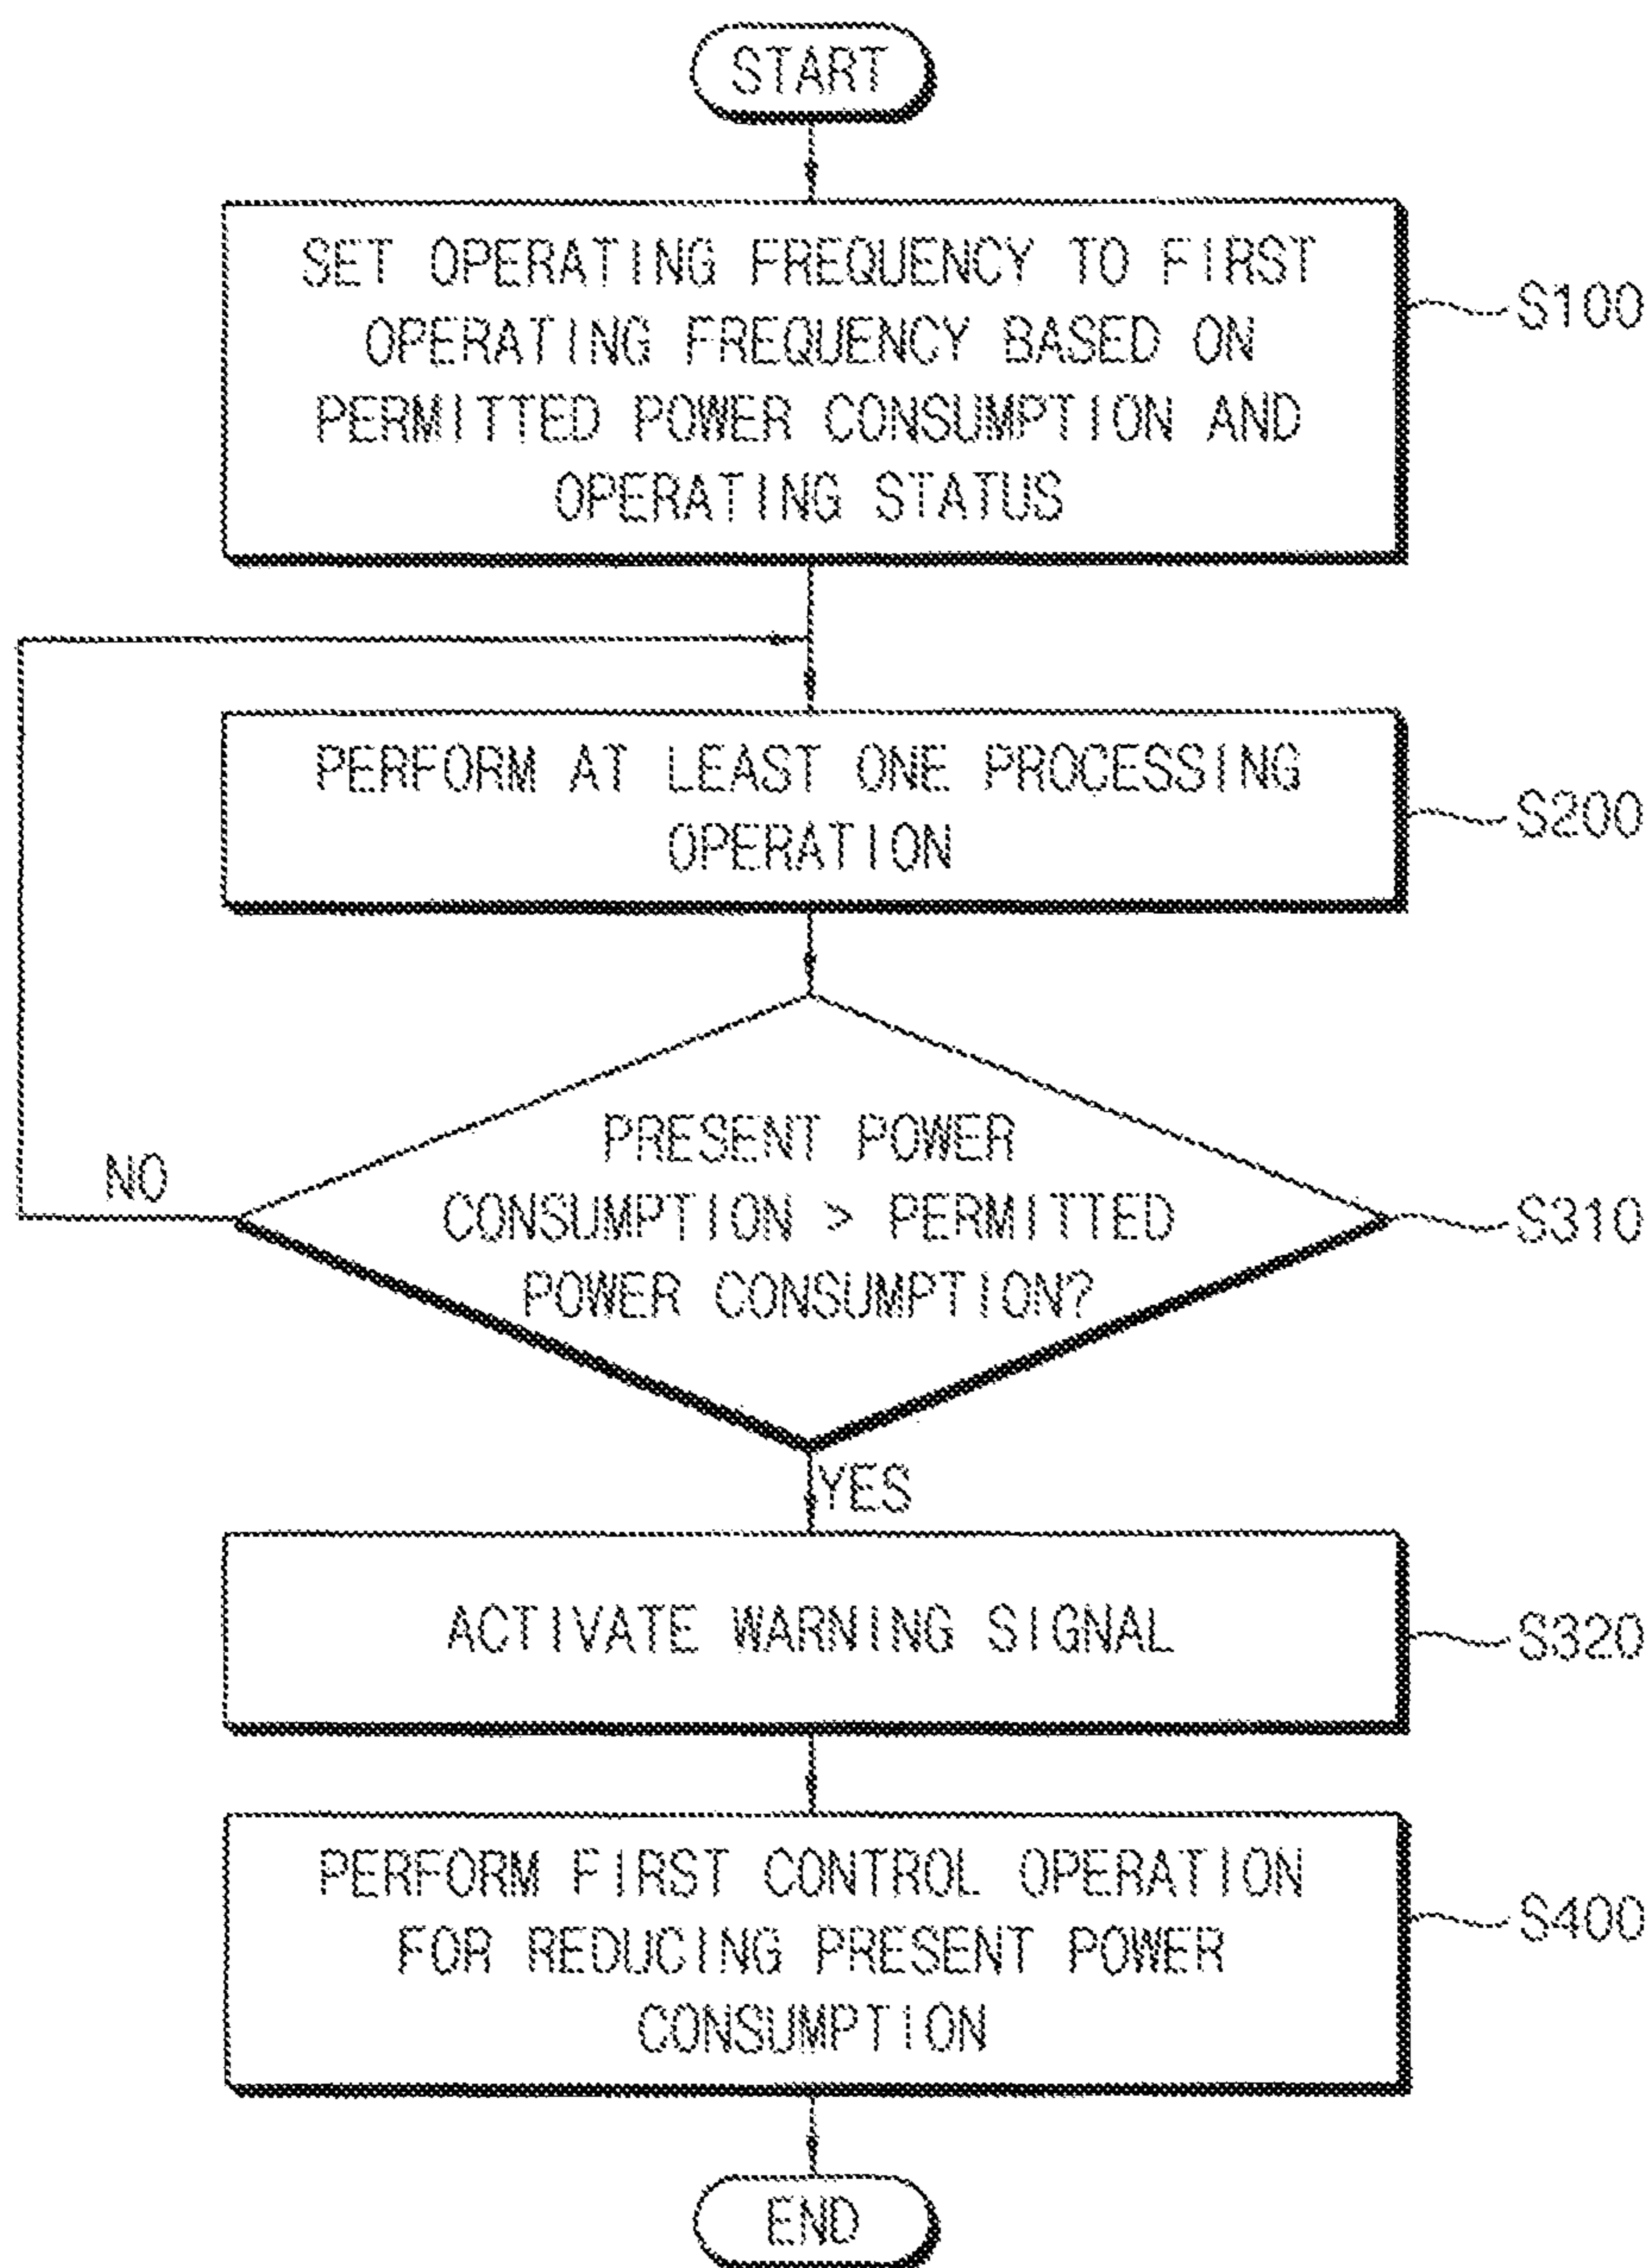 START
SET OPERATING FREQUENCY TO FIRST
OPERATING FREQUENCY BASED ON
PERMITTED POWER CONSUMPTION AND
OPERATING STATUS
S100
PERFORM AT LEAST ONE PROCESSING
OPERATION
S200
PRESENT POWER
CONSUMPTION > PERMITTED
POWER CONSUMPTION?
S310
NO
YES
ACTIVATE WARNING SIGNAL
S320
PERFORM FIRST CONTROL OPERATION
FOR REDUCING PRESENT POWER
CONSUMPTION
S400
END